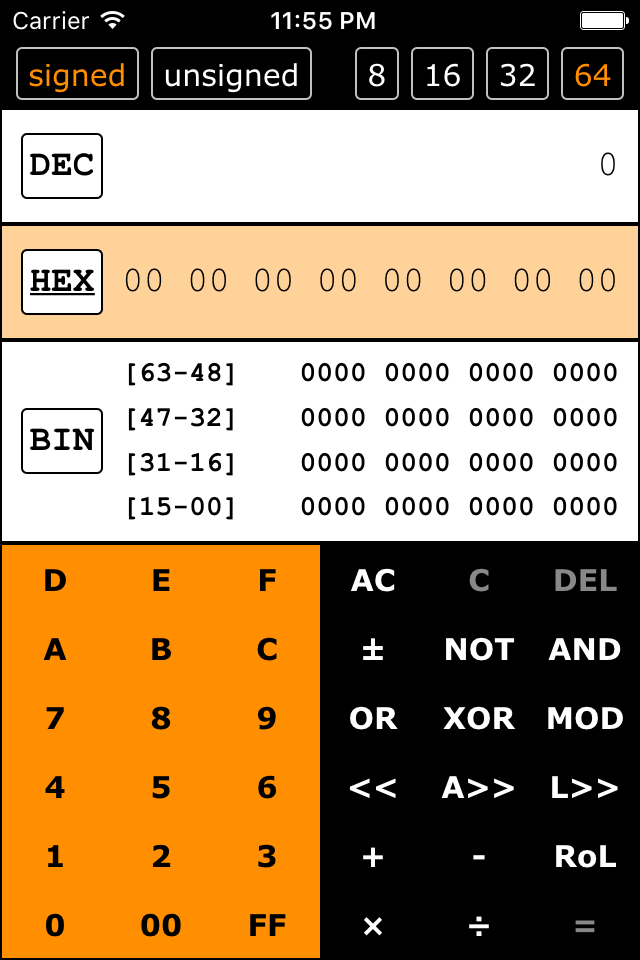 Carrier 11:55 PM
signed unsigned 8 16 32 64
DEC 0
HEX 00 00 00 00 00 00 00 00
[63-48] 0000 0000 0000 0000
[47-32] 0000 0000 0000 0000
BIN
[31-16] 0000 0000 0000 0000
[15-00] 0000 0000 0000 0000
D E F AC C DEL
A B C ± NOT AND
7 8 9 OR XOR MOD
4 5 6 << A>> L>>
1 2 3 + - RoL
0 00 FF × ÷ =